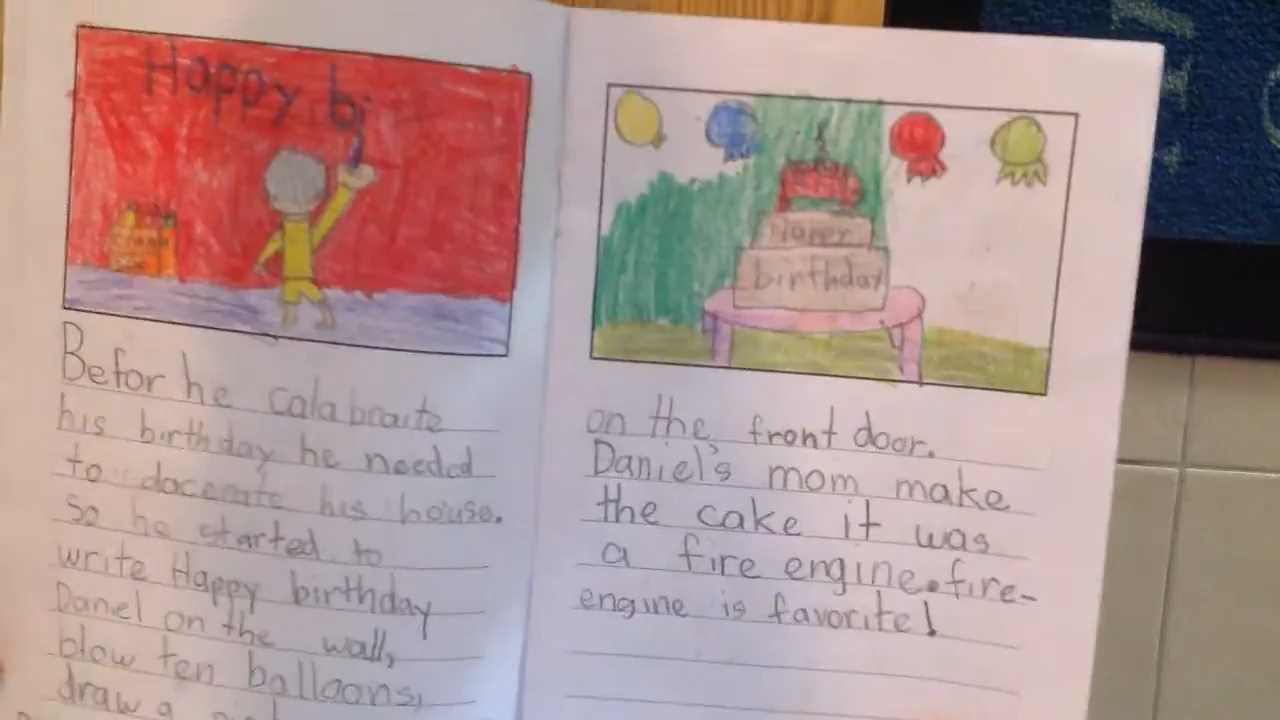 Happy bi
Befor he calabraite
his birthday he needed
to docerate his house.
so he started to
write Happy birthday
Daniel on the wall,
blow ten balloons,
draw a
Happy
birthday
on the front door.
Daniel's mom make
the cake it was
a fire engine.fire-
engine is favorite!